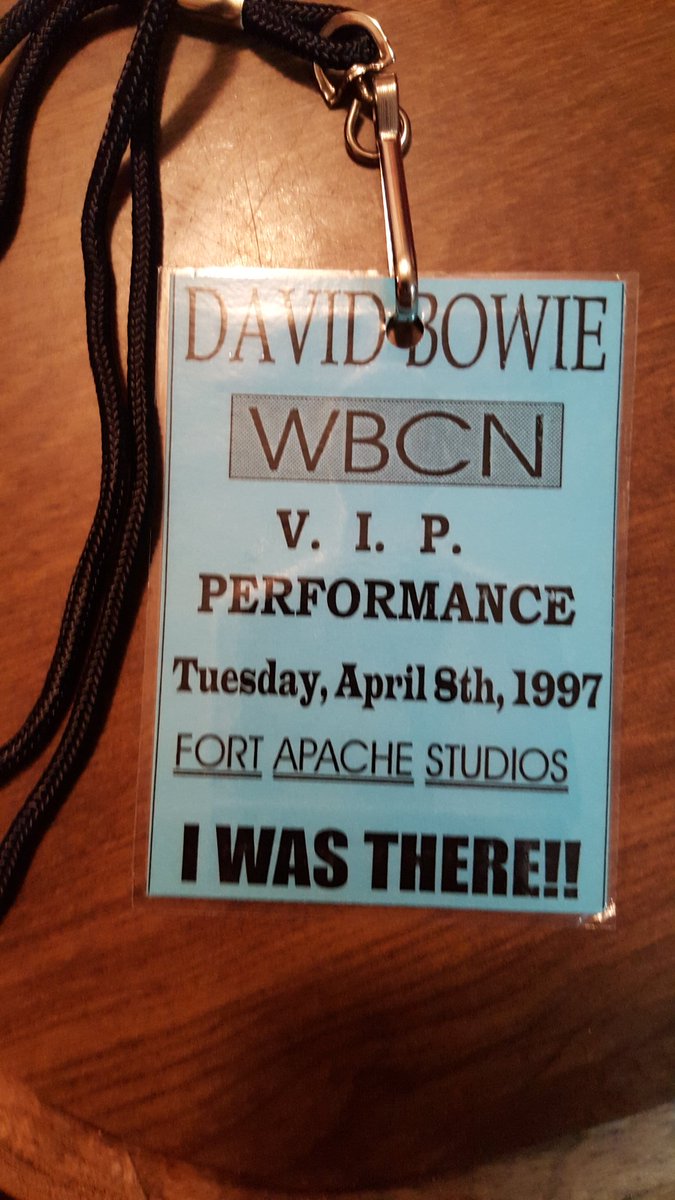 DAVID BOWIE
WBCN
V. I. P.
PERFORMANCE
Tuesday, April 8th, 1997
FORT APACHE STUDIOS
I WAS THERE!!